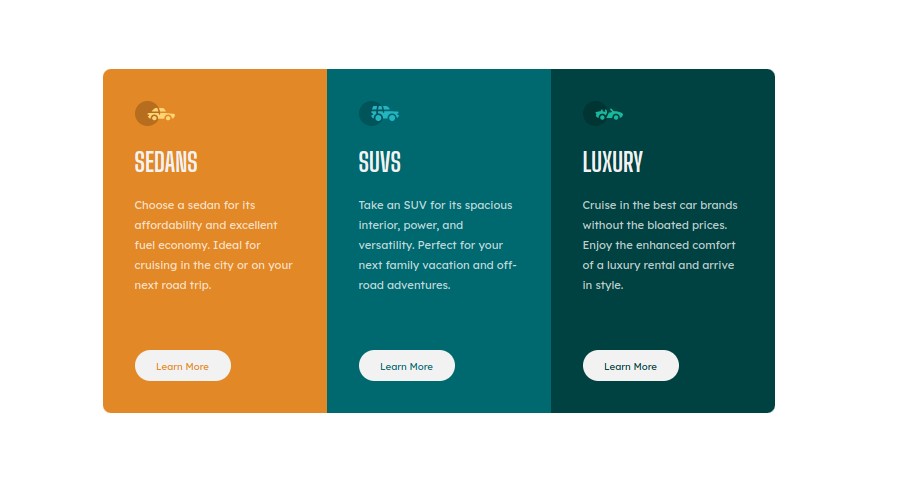 SEDANS
Choose a sedan for its
affordability and excellent
fuel economy. Ideal for
cruising in the city or on your
next road trip.
Learn More
SUVS
Take an SUV for its spacious
interior, power, and
versatility. Perfect for your
next family vacation and off-
road adventures.
Learn More
LUXURY
Cruise in the best car brands
without the bloated prices.
Enjoy the enhanced comfort
of a luxury rental and arrive
in style.
Learn More